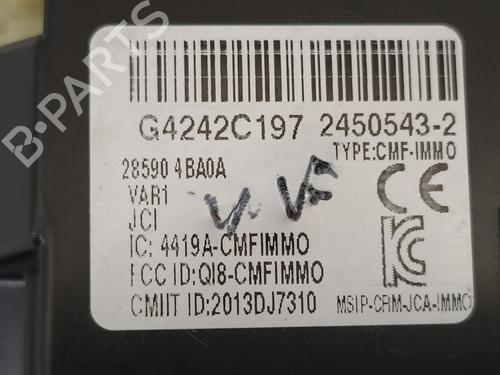 B-PARTS
G4242C197 2450543-2
TYPE:CMF-IMMO
28590 4BA0A
VAR1
JCI
IC: 4419A-CMFIMMO
FCC ID:QI8-CMFIMMO
CMIIT ID:2013DJ7310
CE
MSIP-CRM-JCA-IMMO